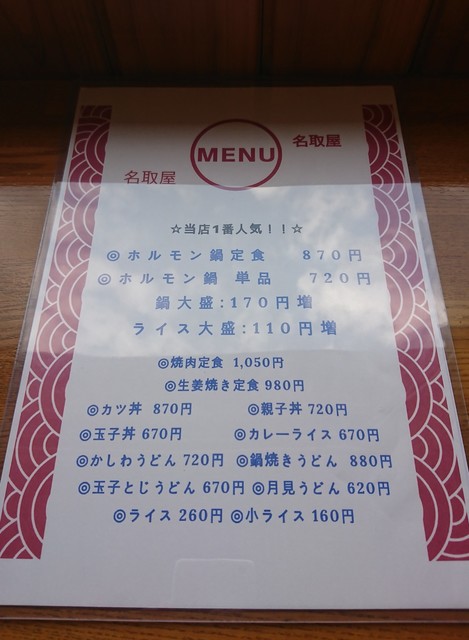 MENU
名取屋
名取屋
☆当店1番人気！！☆
◎ホルモン鍋定食 870円
◎ホルモン鍋 単品 720円
鍋大盛:170円増
ライス大盛:110円増
◎焼肉定食 1,050円
◎生姜焼き定食 980円
◎カツ丼 870円 ◎親子丼 720円
◎玉子丼 670円 ◎カレーライス 670円
◎かしわうどん 720円 ◎鍋焼きうどん 880円
◎玉子とじうどん 670円 ◎月見うどん 620円
◎ライス 260円 ◎小ライス 160円